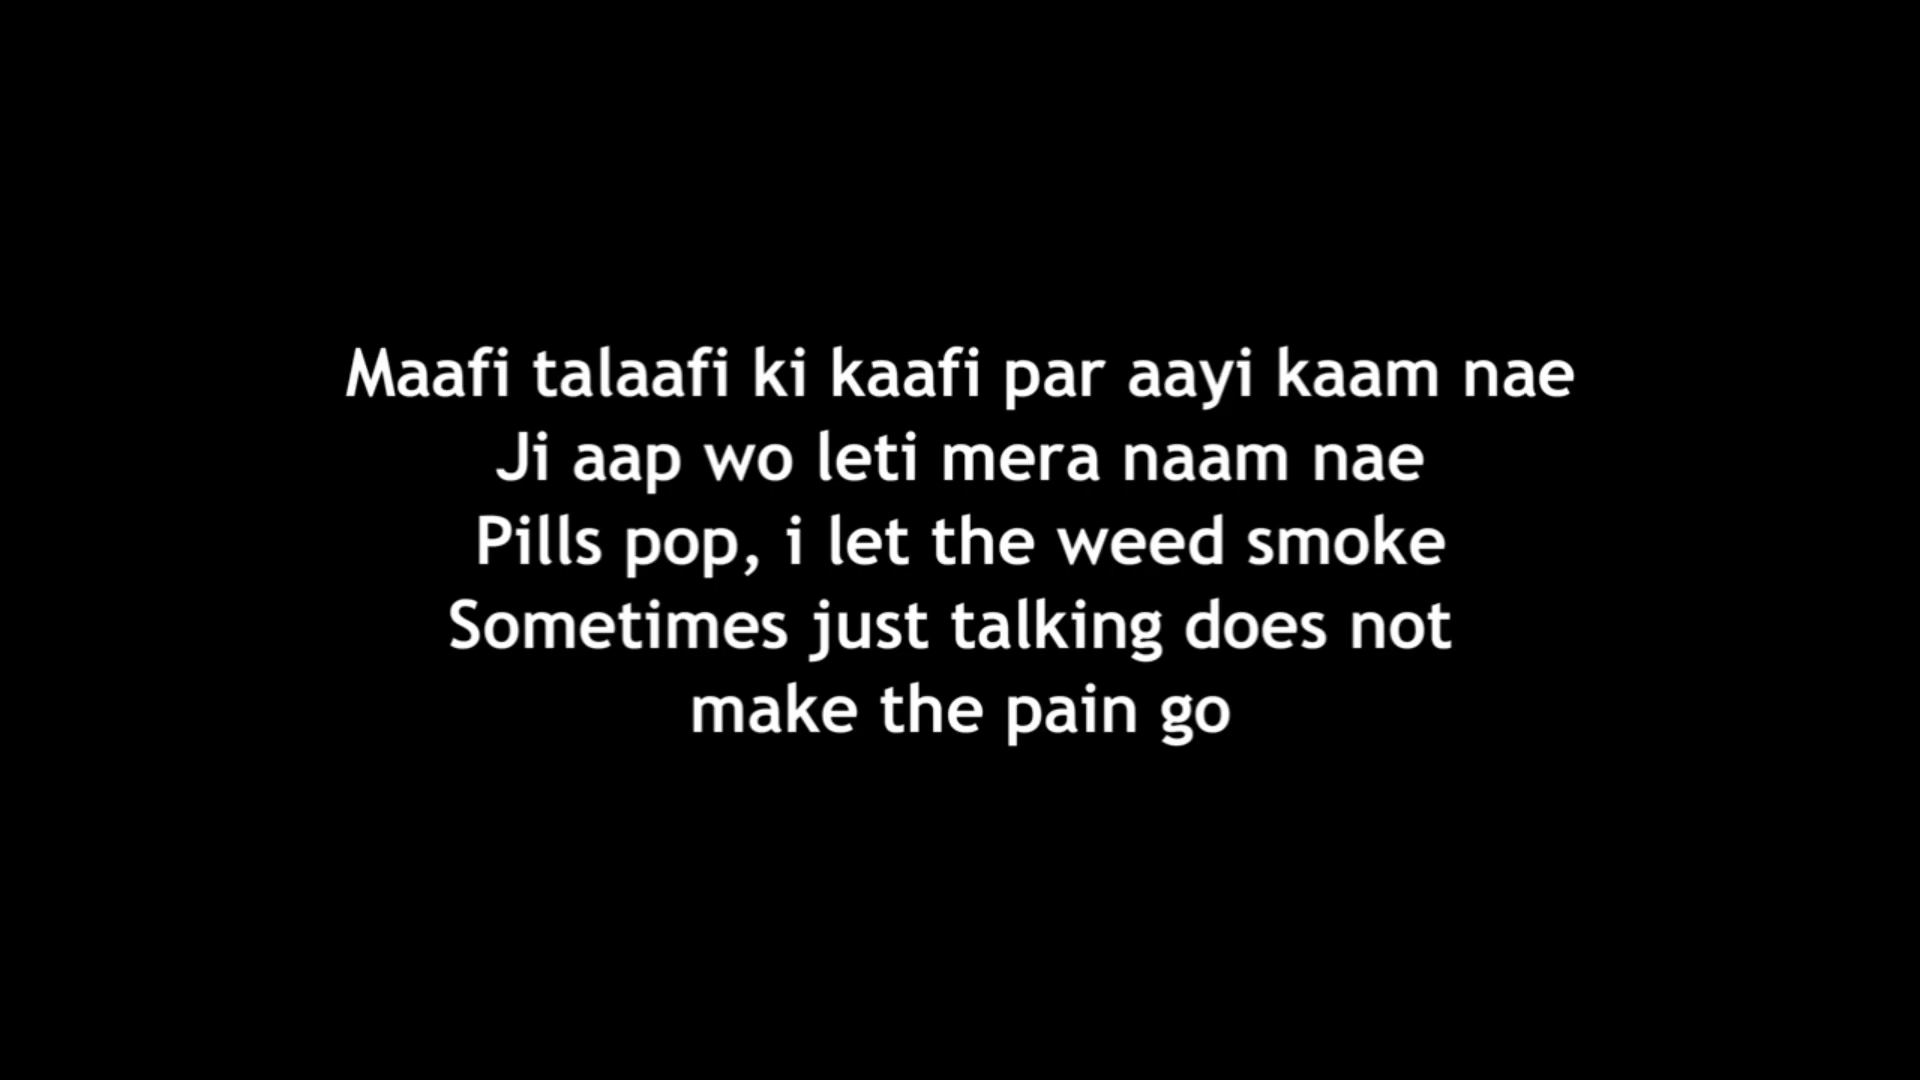 Maafi talaafi ki kaafi par aayi kaam nae
Ji aap wo leti mera naam nae
Pills pop, i let the weed smoke
Sometimes just talking does not
make the pain go